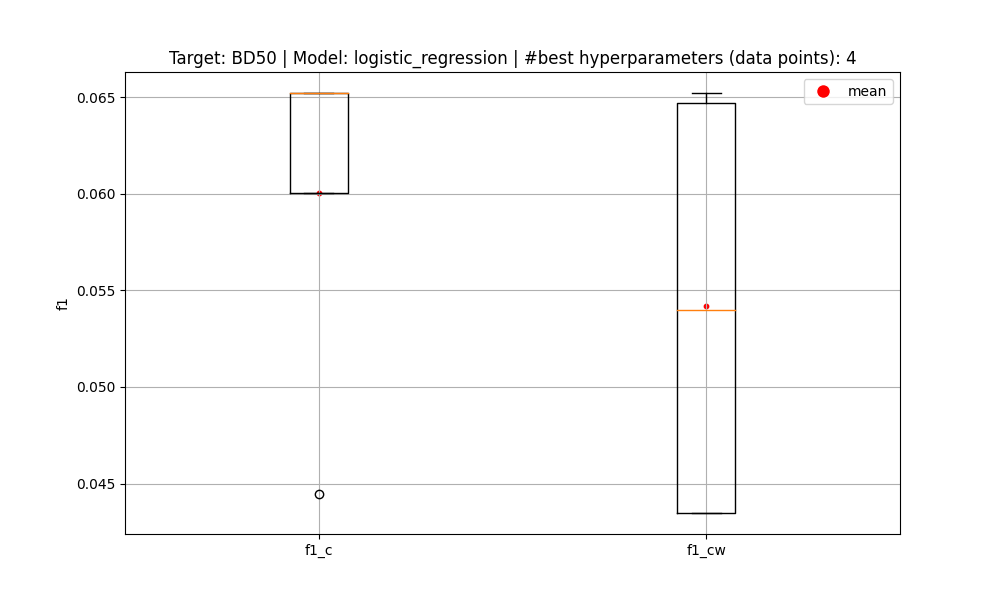 Target: BD50 | Model: logistic_regression | #best hyperparameters (data points): 4
mean
0.065
0.060
0.055
0.050
0.045
f1
f1_c
f1_cw